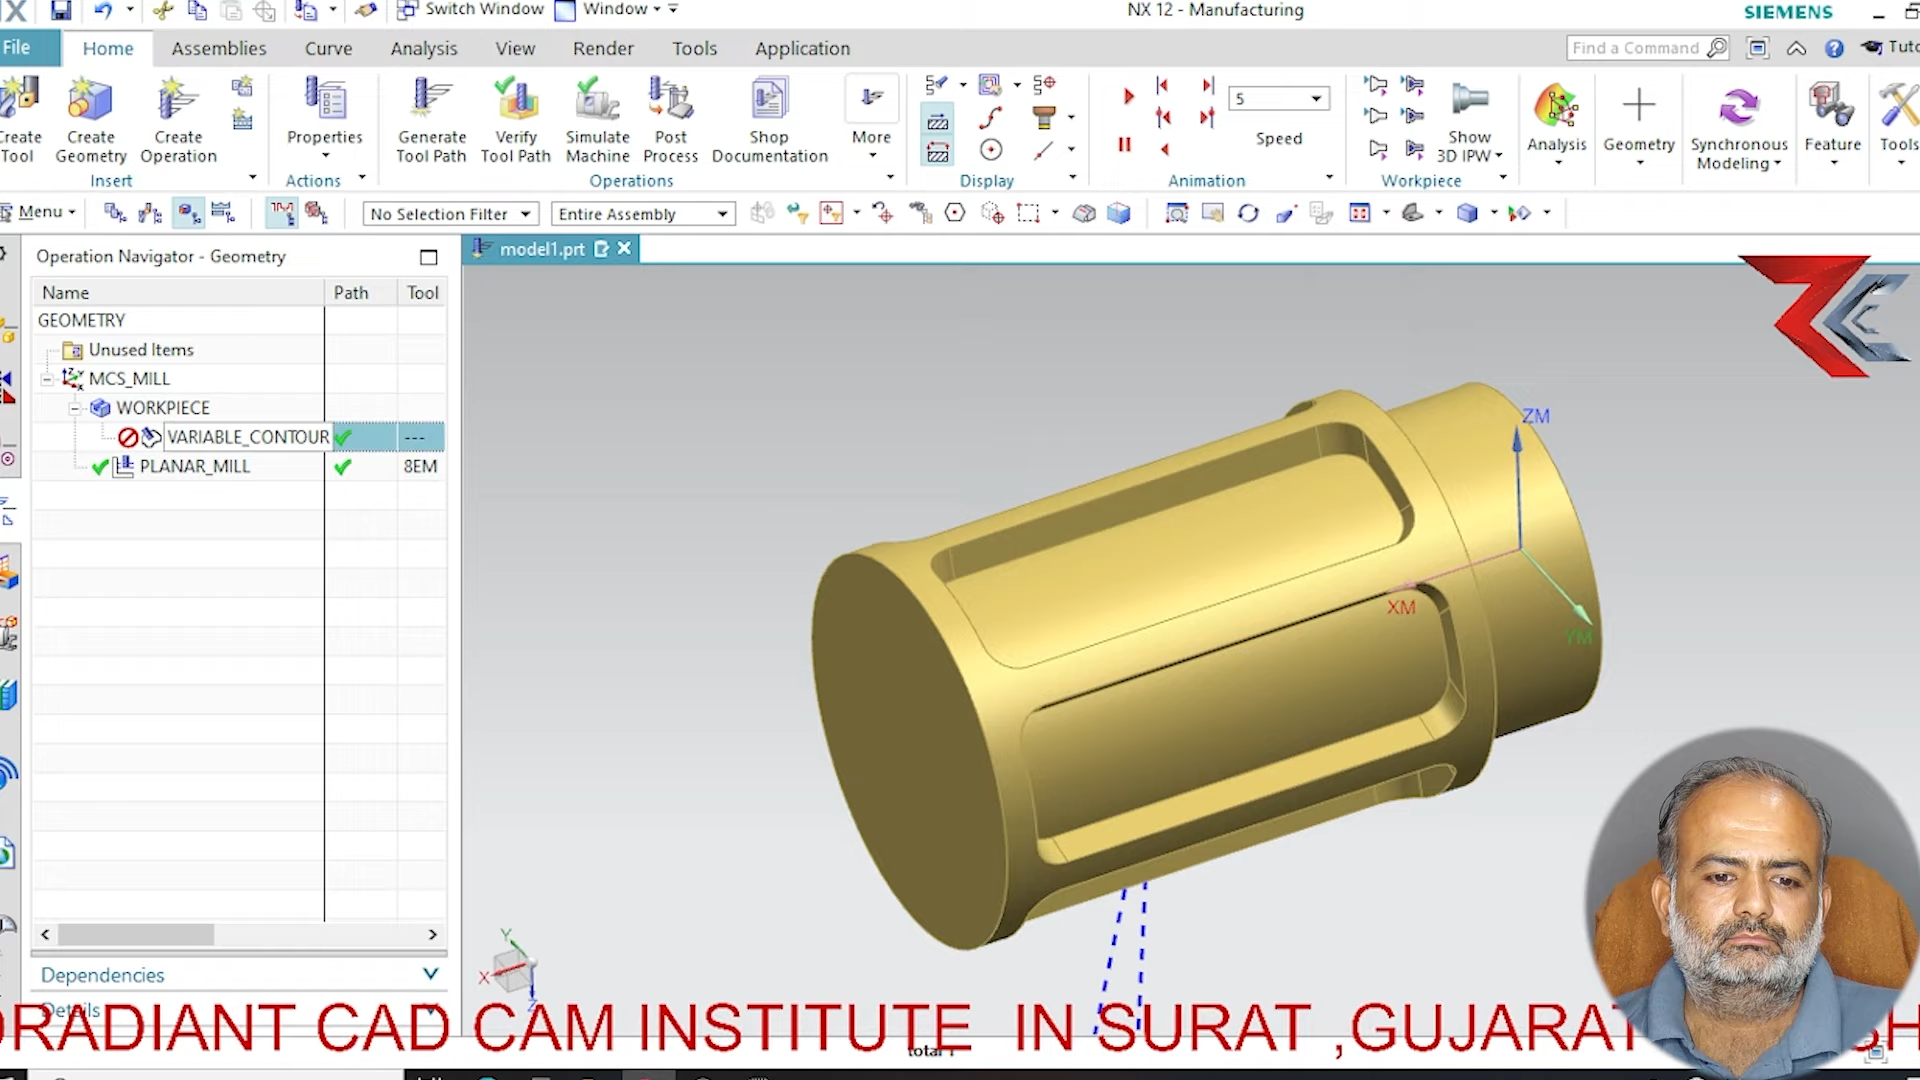 Switch Window
Window
NX 12 - Manufacturing
SIEMENS
File
Home
Assemblies
Curve
Analysis
View
Render
Tools
Application
Find a Command
Create Tool
Create Geometry
Create Operation
Properties
Generate Tool Path
Verify Tool Path
Simulate Machine
Post Process
Shop Documentation
More
5
Speed
Show 3D IPW
Analysis
Geometry
Synchronous Modeling
Feature
Tools
Insert
Actions
Operations
Display
Animation
Workpiece
Menu
No Selection Filter
Entire Assembly
Operation Navigator - Geometry
model1.prt
Name
Path
Tool
GEOMETRY
Unused Items
MCS_MILL
WORKPIECE
VARIABLE_CONTOUR
---
PLANAR_MILL
8EM
ZM
XM
YM
Y
X
Z
Dependencies
Details
RADIANT CAD CAM INSTITUTE IN SURAT ,GUJARAT